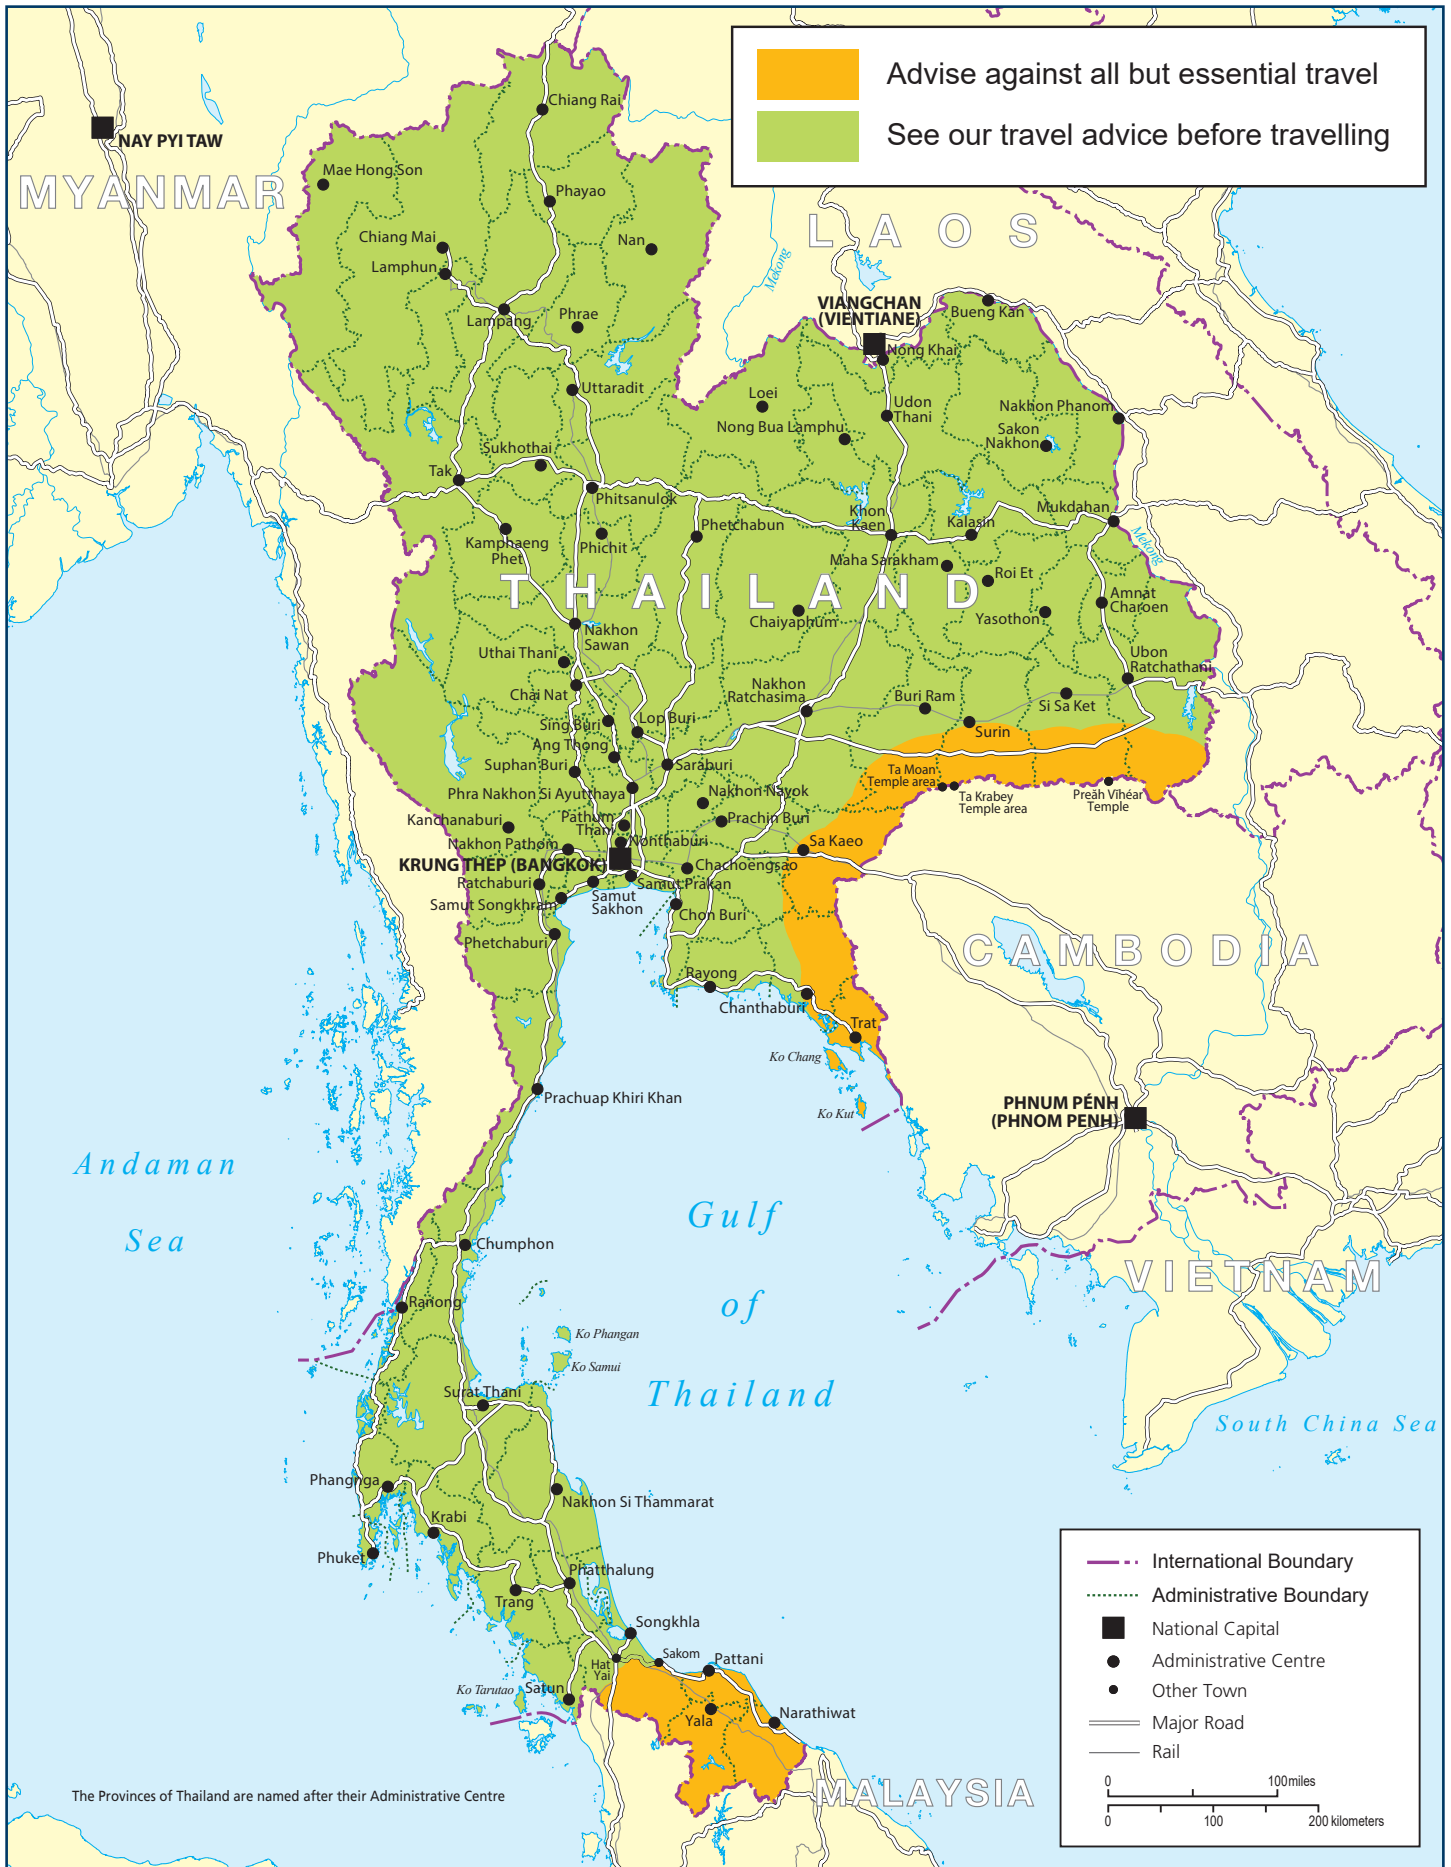 Advise against all but essential travel
See our travel advice before travelling
NAY PYI TAW
MYANMAR
LAOS
Mekong
VIANGCHAN
(VIENTIANE)
Chiang Rai
Mae Hong Son
Phayao
Chiang Mai
Nan
Lamphun
Lampang
Phrae
Uttaradit
Bueng Kan
Nong Khai
Loei
Udon
Thani
Nong Bua Lamphu
Nakhon Phanom
Sakon
Nakhon
Sukhothai
Tak
Phitsanulok
Phetchabun
Khon
Kaen
Kalasin
Mukdahan
Mekong
Kamphaeng
Phet
Phichit
Maha Sarakham
Roi Et
THAILAND
Chaiyaphum
Yasothon
Amnat
Charoen
Nakhon
Sawan
Uthai Thani
Ubon
Ratchathani
Chai Nat
Nakhon
Ratchasima
Buri Ram
Si Sa Ket
Sing Buri
Lop Buri
Surin
Ang Thong
Suphan Buri
Saraburi
Ta Moan
Temple area
Ta Krabey
Temple area
Preăh Vĭhéar
Temple
Phra Nakhon Si Ayutthaya
Nakhon Nayok
Kanchanaburi
Pathum
Thani
Prachin Buri
Nakhon Pathom
Nonthaburi
Sa Kaeo
KRUNG THEP (BANGKOK)
Chachoengsao
Ratchaburi
Samut Prakan
Samut Songkhram
Samut
Sakhon
Chon Buri
Phetchaburi
CAMBODIA
Rayong
Chanthaburi
Trat
Ko Chang
Ko Kut
PHNUM PÉNH
(PHNOM PENH)
Prachuap Khiri Khan
Andaman
Sea
Gulf
of
Thailand
Chumphon
VIETNAM
Ranong
Ko Phangan
Ko Samui
Surat Thani
South China Sea
Phangnga
Nakhon Si Thammarat
Krabi
Phuket
Phatthalung
Trang
Songkhla
Hat
Yai
Sakom
Pattani
Ko Tarutao
Satun
Yala
Narathiwat
MALAYSIA
The Provinces of Thailand are named after their Administrative Centre
International Boundary
Administrative Boundary
National Capital
Administrative Centre
Other Town
Major Road
Rail
0 100 miles
0 100 200 kilometers